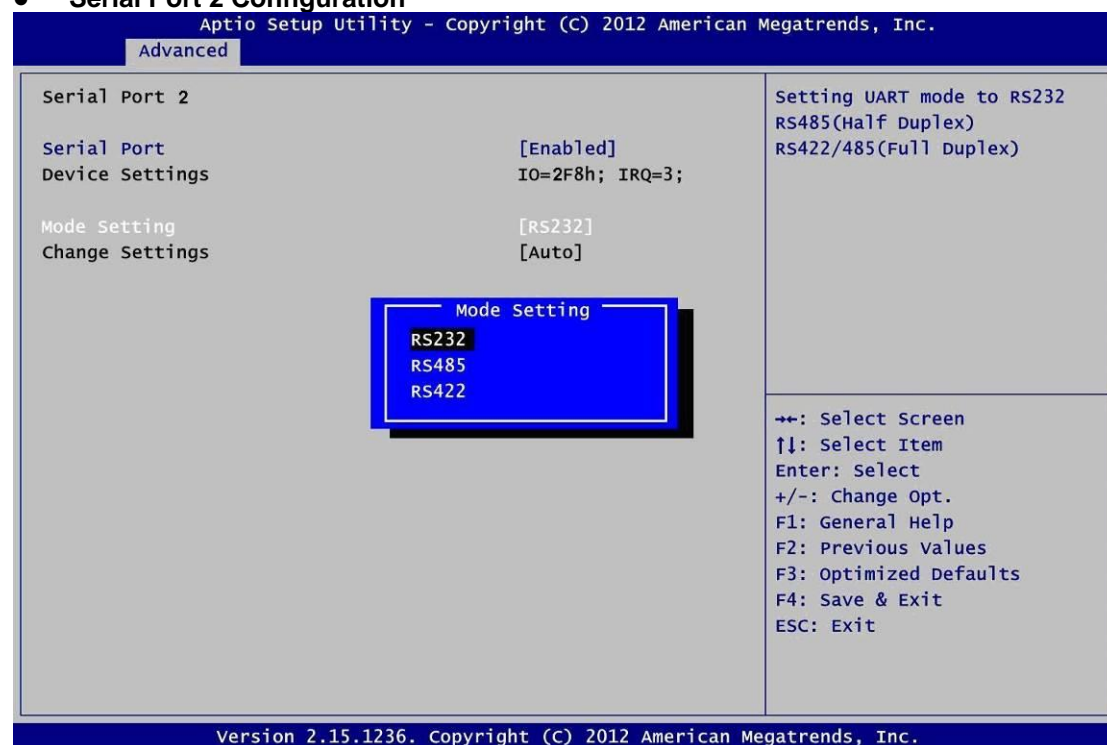 ● Serial Port 2 Configuration
Aptio Setup Utility – Copyright (C) 2012 American Megatrends, Inc.
Advanced
Serial Port 2
Serial Port [Enabled]
Device Settings IO=2F8h; IRQ=3;
Mode Setting [RS232]
Change Settings [Auto]
Mode Setting
RS232
RS485
RS422
Setting UART mode to RS232
RS485(Half Duplex)
RS422/485(Full Duplex)
→←: Select Screen
↑↓: Select Item
Enter: Select
+/-: Change Opt.
F1: General Help
F2: Previous Values
F3: Optimized Defaults
F4: Save & Exit
ESC: Exit
Version 2.15.1236. Copyright (C) 2012 American Megatrends, Inc.